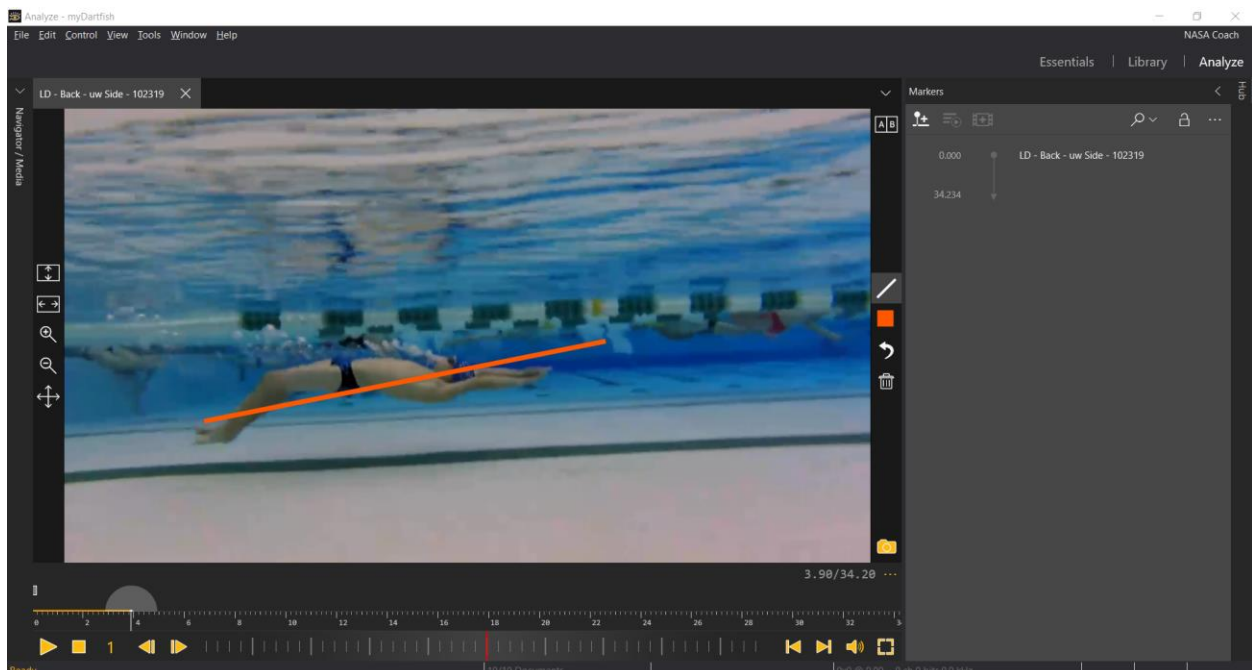 Analyze - myDartfish
File Edit Control View Tools Window Help
NASA Coach
Essentials | Library | Analyze
LD - Back - uw Side - 102319
Markers
Hub
Navigator / Media
A B
0.000 LD - Back - uw Side - 102319
34.234
3.90/34.20 ...
0 2 4 6 8 10 12 14 16 18 20 22 24 26 28 30 32
1
Ready